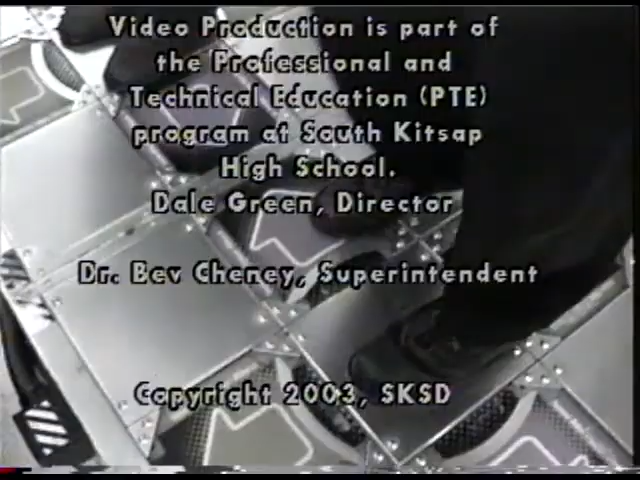 Video Production is part of
the Professional and
Technical Education (PTE)
program at South Kitsap
High School.
Dale Green, Director
Dr. Bev Cheney, Superintendent
Copyright 2003, SKSD